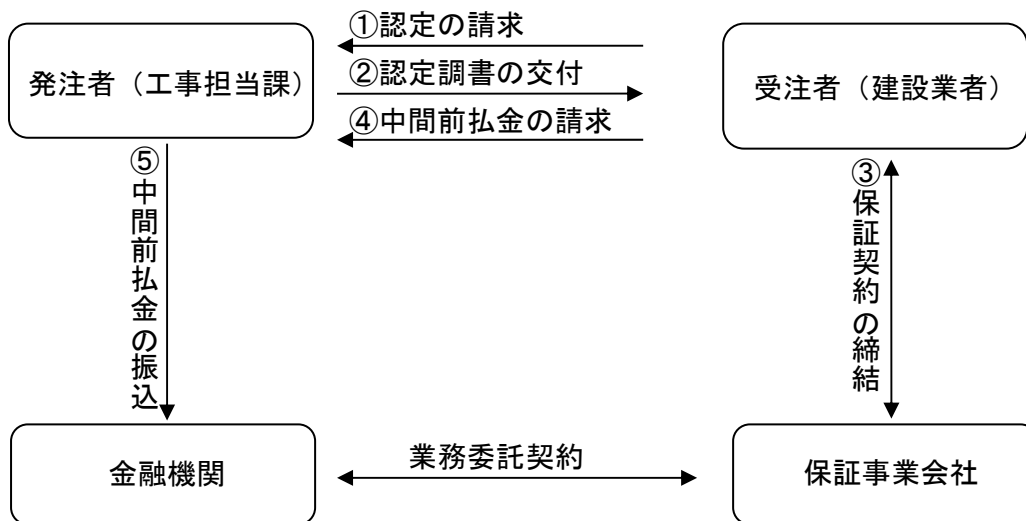 ①認定の請求
発注者（工事担当課）
②認定調書の交付
受注者（建設業者）
④中間前払金の請求
⑤中間前払金の振込
③保証契約の締結
金融機関
業務委託契約
保証事業会社